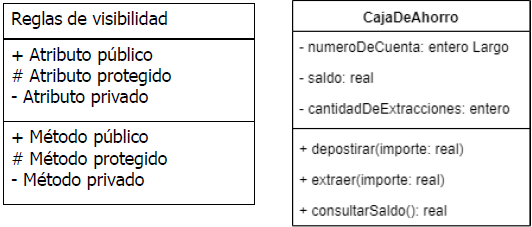 Reglas de visibilidad
+ Atributo público
# Atributo protegido
- Atributo privado
+ Método público
# Método protegido
- Método privado
CajaDeAhorro
- numeroDeCuenta: entero Largo
- saldo: real
- cantidadDeExtracciones: entero
+ depostirar(importe: real)
+ extraer(importe: real)
+ consultarSaldo(): real